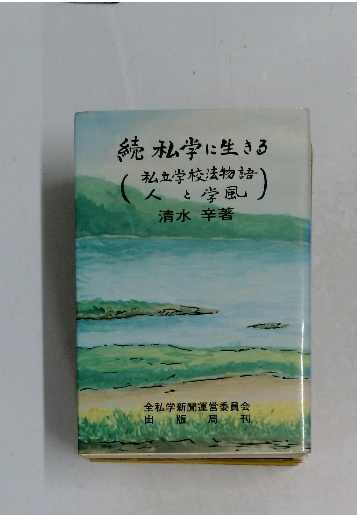 続 私学に生きる
(私立学校法物語
人と学風)
清水 辛著
全私学新聞運営委員会
出版局刊